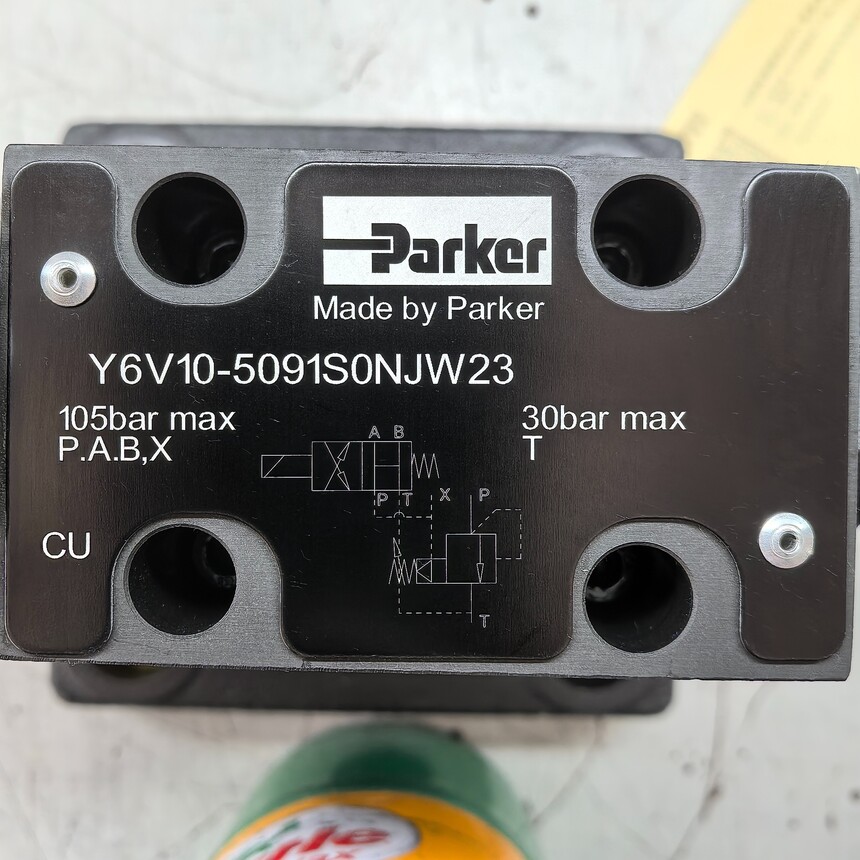 Parker
Made by Parker
Y6V10-5091S0NJW23
105bar max
P.A.B,X
30bar max
T
A B
P T
X P
CU
T